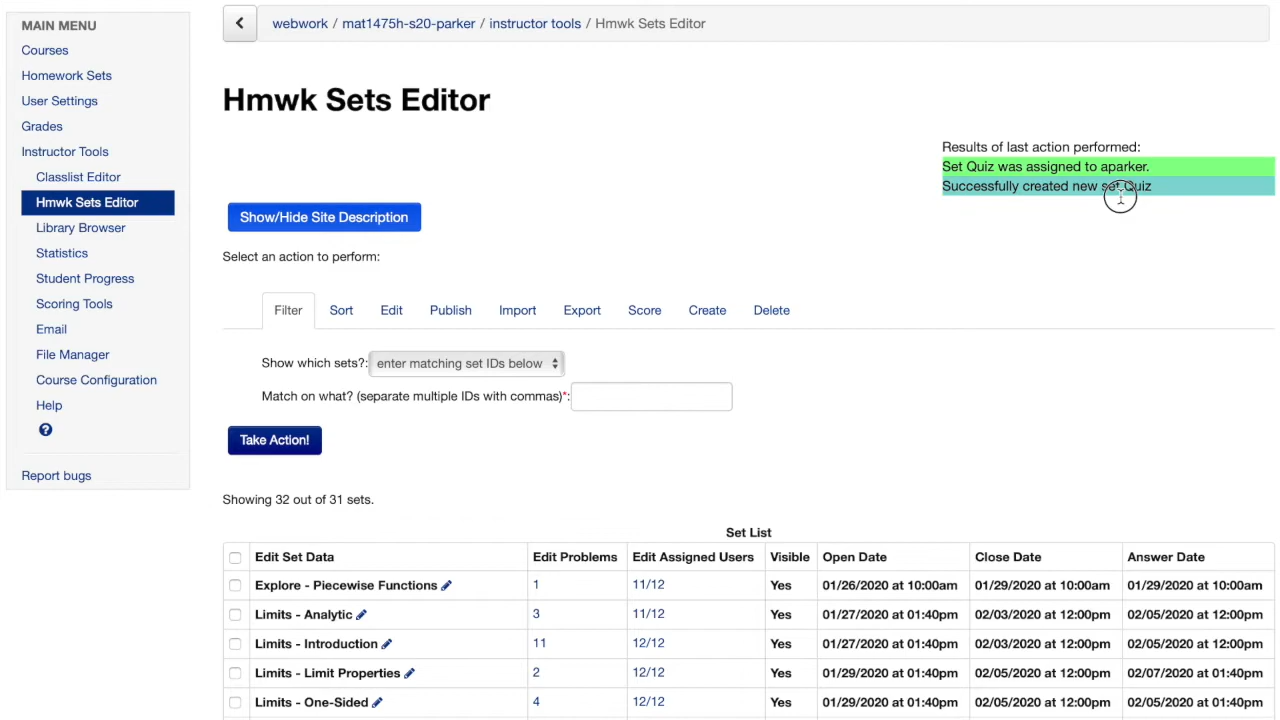 MAIN MENU
Courses
Homework Sets
User Settings
Grades
Instructor Tools
Classlist Editor
Hmwk Sets Editor
Library Browser
Statistics
Student Progress
Scoring Tools
Email
File Manager
Course Configuration
Help
?
Report bugs
webwork / mat1475h-s20-parker / instructor tools / Hmwk Sets Editor
Hmwk Sets Editor
Results of last action performed:
Set Quiz was assigned to aparker.
Successfully created new set Quiz
Show/Hide Site Description
Select an action to perform:
Filter Sort Edit Publish Import Export Score Create Delete
Show which sets?: enter matching set IDs below
Match on what? (separate multiple IDs with commas)*:
Take Action!
Showing 32 out of 31 sets.
Set List
Edit Set Data Edit Problems Edit Assigned Users Visible Open Date Close Date Answer Date
Explore - Piecewise Functions 1 11/12 Yes 01/26/2020 at 10:00am 01/29/2020 at 10:00am 01/29/2020 at 10:00am
Limits - Analytic 3 11/12 Yes 01/27/2020 at 01:40pm 02/03/2020 at 12:00pm 02/05/2020 at 12:00pm
Limits - Introduction 11 12/12 Yes 01/27/2020 at 01:40pm 02/03/2020 at 12:00pm 02/05/2020 at 12:00pm
Limits - Limit Properties 2 12/12 Yes 01/29/2020 at 01:40pm 02/05/2020 at 12:00pm 02/07/2020 at 01:40pm
Limits - One-Sided 4 12/12 Yes 01/29/2020 at 01:40pm 02/05/2020 at 12:00pm 02/05/2020 at 01:40pm